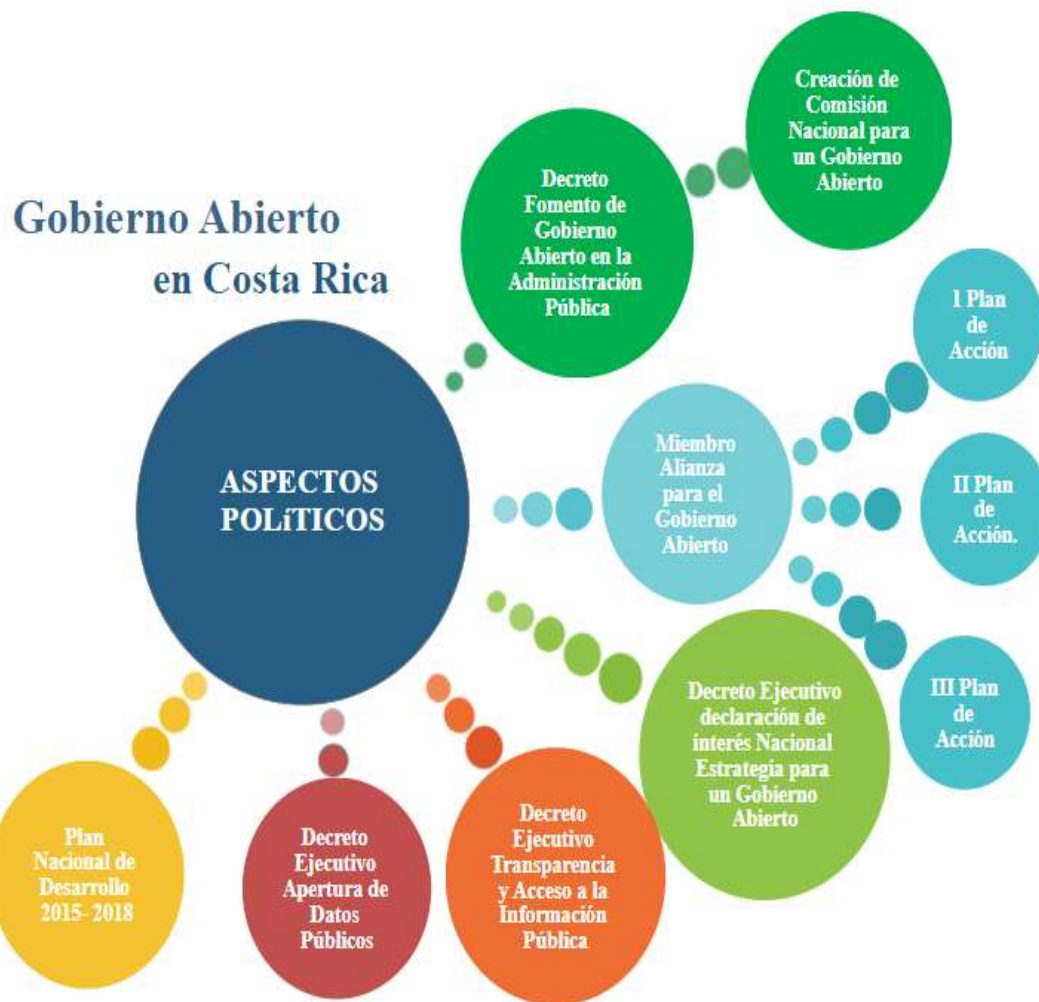 Gobierno Abierto
en Costa Rica
ASPECTOS
POLíTICOS
Decreto
Fomento de
Gobierno
Abierto en la
Administración
Pública
Creación de
Comisión
Nacional para
un Gobierno
Abierto
Miembro
Alianza
para el
Gobierno
Abierto
I Plan
de
Acción
II Plan
de
Acción.
III Plan
de
Acción
Decreto Ejecutivo
declaración de
interés Nacional
Estrategia para
un Gobierno
Abierto
Decreto
Ejecutivo
Transparencia
y Acceso a la
Información
Pública
Decreto
Ejecutivo
Apertura de
Datos
Públicos
Plan
Nacional de
Desarrollo
2015- 2018